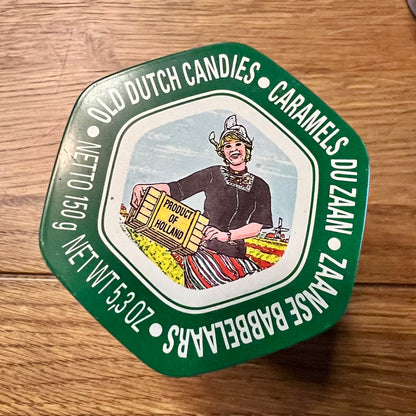 OLD DUTCH CANDIES •
CARAMELS DU ZAAN •
ZAANSE BABBELAARS •
NETTO 150 g NET WT 5,3 OZ •
PRODUCT
OF
HOLLAND